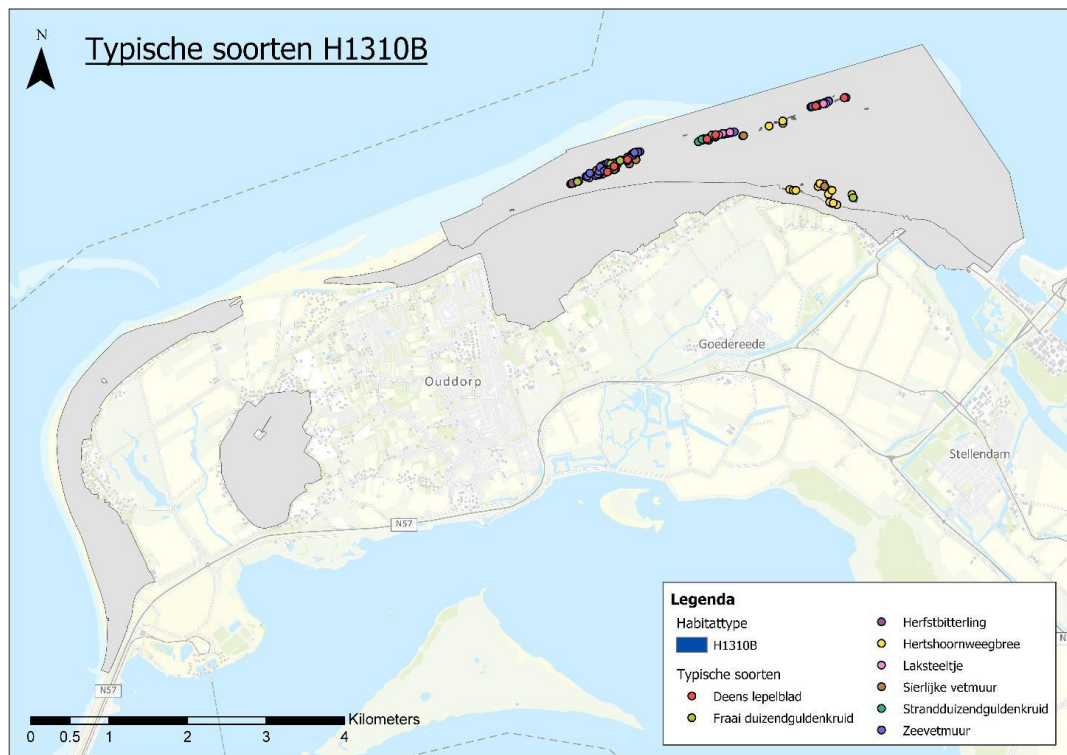 N
Typische soorten H1310B
Goedereede
Ouddorp
Stellendam
N57
N57
N
Legenda
Habitattype
H1310B
Typische soorten
Deens lepelblad
Fraai duizendguldenkruid
Herfstbitterling
Hertshoornweegbree
Laksteeltje
Sierlijke vetmuur
Strandduizendguldenkruid
Zeevetmuur
Kilometers
0 0.5 1 2 3 4